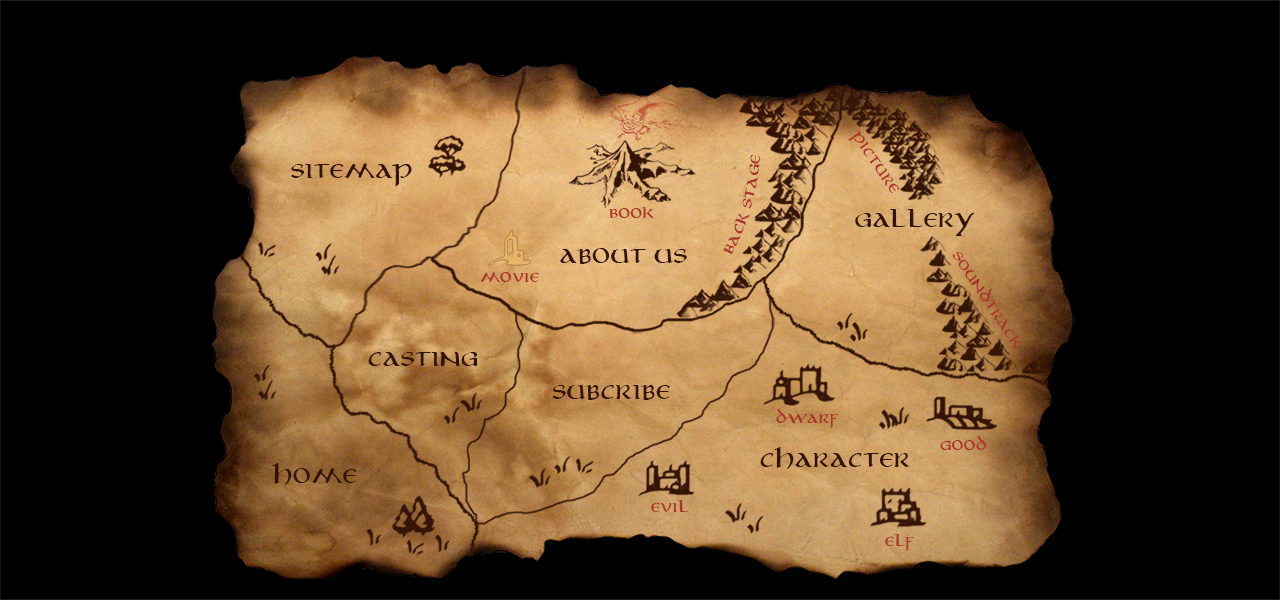 SITEMAP
BOOK
MOVIE
ABOUT US
BACK STAGE
PICTURE
GALLERY
SOUNDTRACK
CASTING
SUBCRIBE
HOME
DWARF
GOOD
CHARACTER
EVIL
ELF